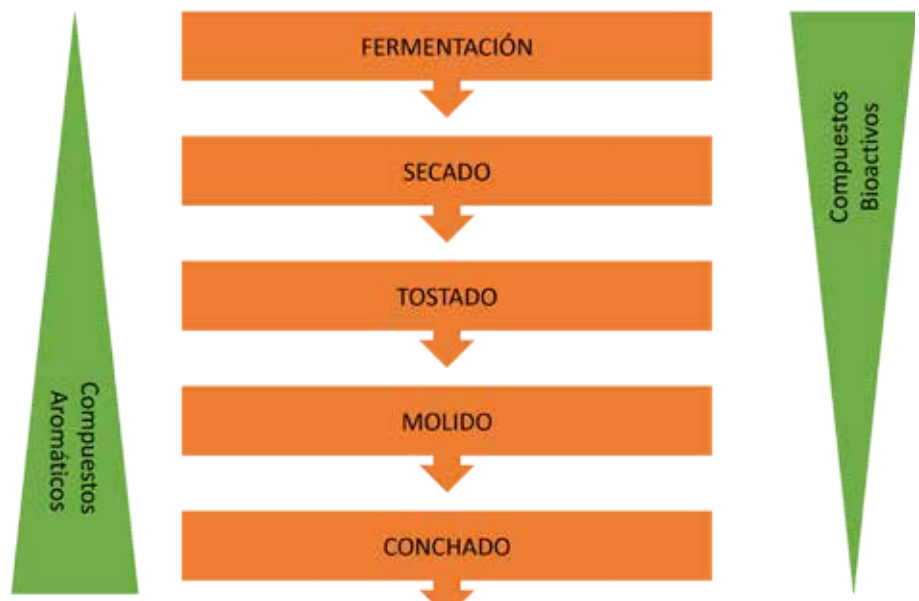 FERMENTACIÓN
SECADO
TOSTADO
MOLIDO
CONCHADO
Compuestos
Aromáticos
Compuestos
Bioactivos